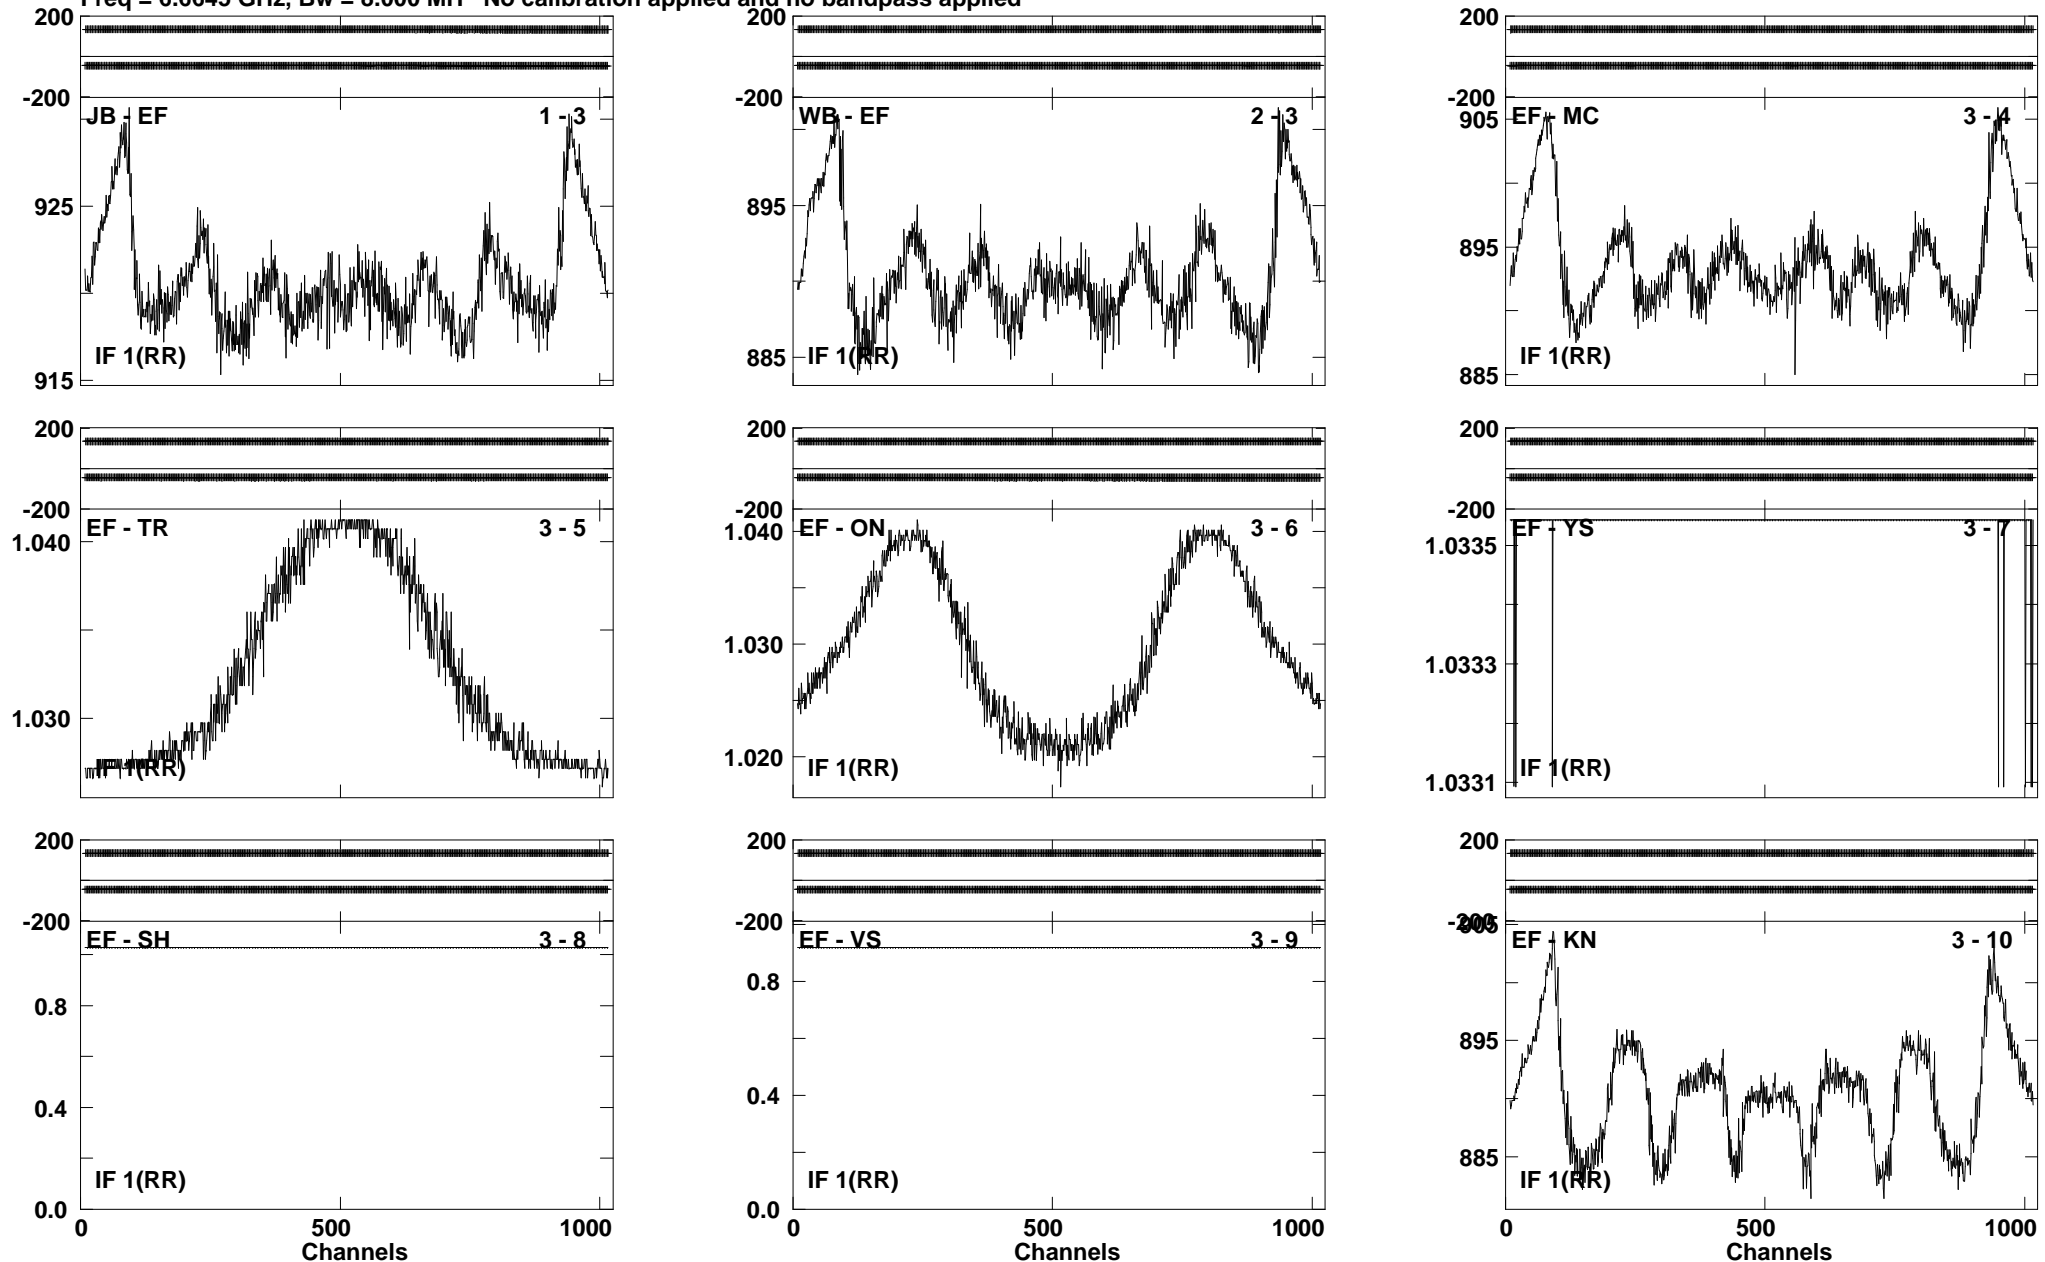 No calibration applied and no bandpass applied
200
-200
JB - EF 1 - 3
925
915
IF 1(RR)
200
-200
WB - EF 2 - 3
895
885
IF 1(RR)
200
-200
905
EF - MC 3 - 4
895
885
IF 1(RR)
200
-200
EF - TR 3 - 5
1.040
1.030
IF 1(RR)
200
-200
EF - ON 3 - 6
1.040
1.030
1.020
IF 1(RR)
200
-200
EF - YS 3 - 7
1.0335
1.0333
1.0331
IF 1(RR)
200
-200
EF - SH 3 - 8
0.8
0.4
IF 1(RR)
0.0
0 500 1000
Channels
200
-200
EF - VS 3 - 9
0.8
0.4
IF 1(RR)
0.0
0 500 1000
Channels
200
-200
905
EF - KN 3 - 10
895
885
IF 1(RR)
0 500 1000
Channels